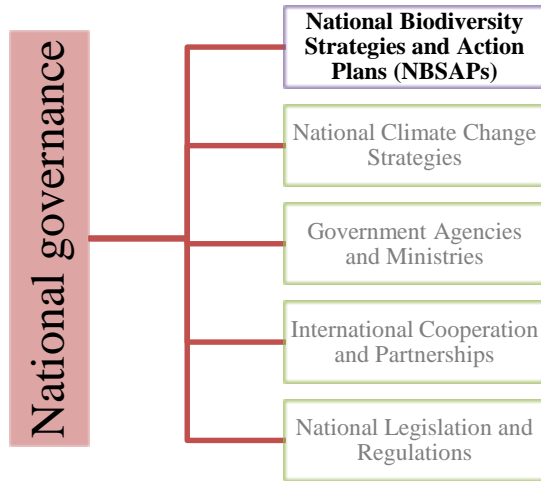 National governance
National Biodiversity
Strategies and Action
Plans (NBSAPs)
National Climate Change
Strategies
Government Agencies
and Ministries
International Cooperation
and Partnerships
National Legislation and
Regulations